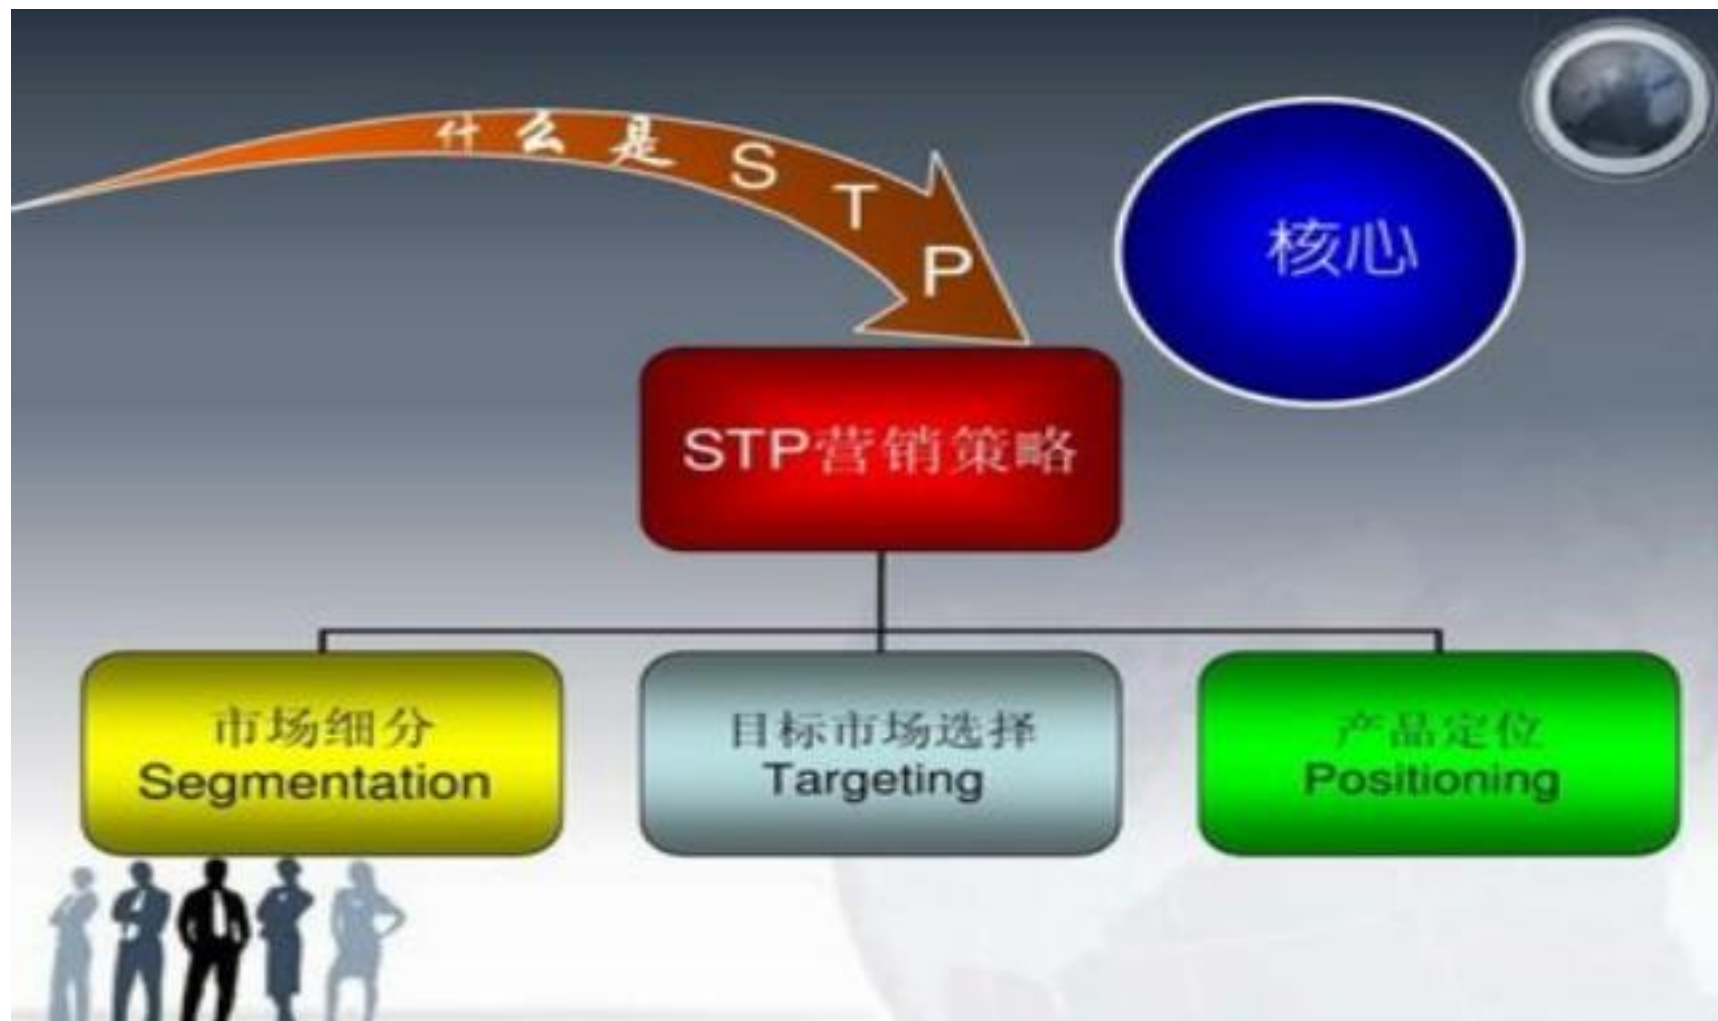 什么是STP
核心
STP营销策略
市场细分
Segmentation
目标市场选择
Targeting
产品定位
Positioning